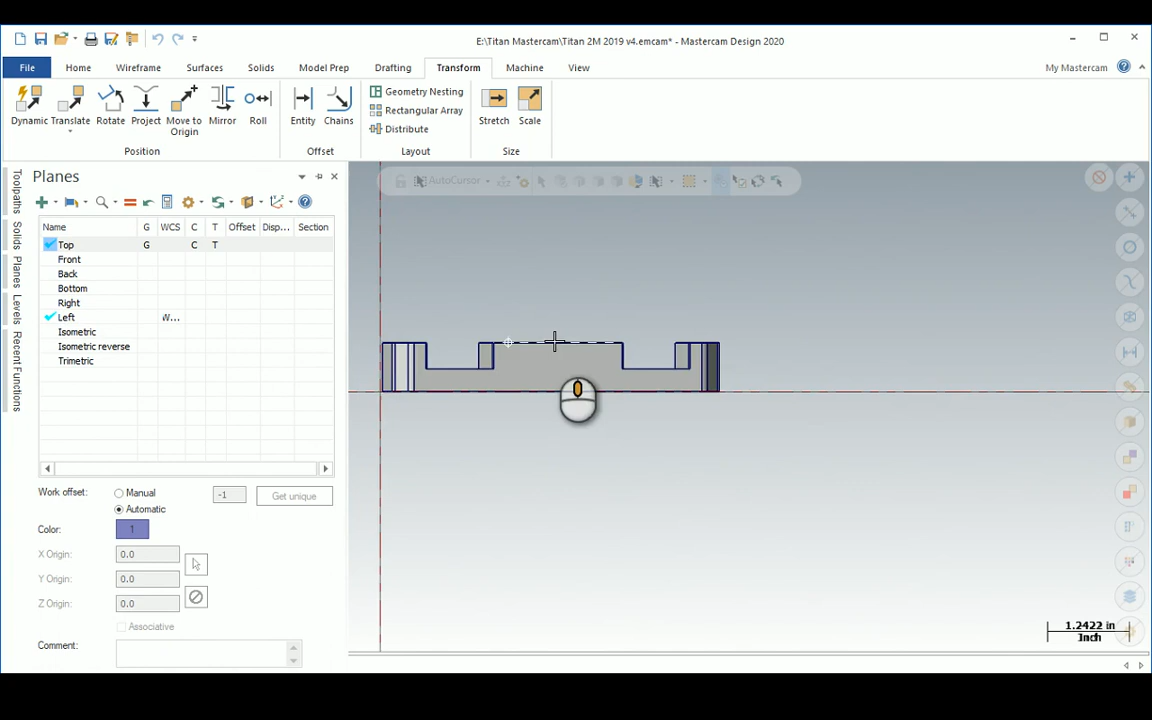 E:\Titan Mastercam\Titan 2M 2019 v4.emcam* - Mastercam Design 2020
File Home Wireframe Surfaces Solids Model Prep Drafting Transform Machine View My Mastercam
Dynamic Translate Rotate Project Move to Origin Mirror Roll Entity Chains Geometry Nesting Stretch Scale
Rectangular Array
Distribute
Position Offset Layout Size
Planes
AutoCursor
Toolpaths
Solids
Planes
Levels
Recent Functions
Name G WCS C T Offset Disp... Section
Top G C T
Front
Back
Bottom
Right
Left W...
Isometric
Isometric reverse
Trimetric
Work offset: Manual -1 Get unique
Automatic
Color: 1
X Origin: 0.0
Y Origin: 0.0
Z Origin: 0.0
Associative
Comment:
1.2422 in
Inch